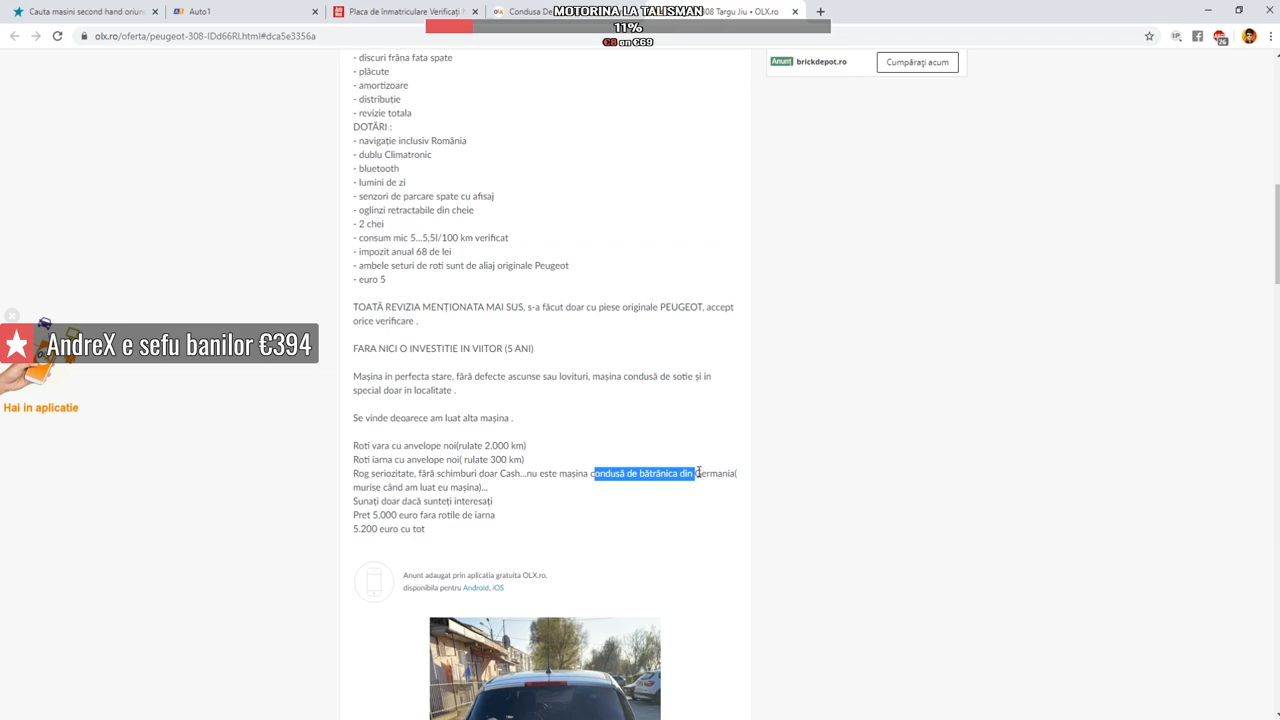 Cauta masini second hand oriun
Auto1
Placa de Inmatriculare Verificați N
Condusa De
308 Targu Jiu • OLX.ro
MOTORINA LA TALISMAN
11%
€8 an €69
olx.ro/oferta/peugeot-308-IDd66RJ.html#dca5e3356a
26
- discuri frâna fata spate
- plăcute
- amortizoare
- distribuție
- revizie totala
DOTĂRI :
- navigație inclusiv România
- dublu Climatronic
- bluetooth
- lumini de zi
- senzori de parcare spate cu afisaj
- oglinzi retractabile din cheie
- 2 chei
- consum mic 5...5,5l/100 km verificat
- impozit anual 68 de lei
- ambele seturi de roti sunt de aliaj originale Peugeot
- euro 5
Anunț brickdepot.ro
Cumpărați acum
TOATĂ REVIZIA MENȚIONATA MAI SUS, s-a făcut doar cu piese originale PEUGEOT, accept
orice verificare .
AndreX e sefu banilor €394
Hai in aplicatie
FARA NICI O INVESTITIE IN VIITOR (5 ANI)
Mașina in perfecta stare, fără defecte ascunse sau lovituri, mașina condusă de sotie și in
special doar in localitate .
Se vinde deoarece am luat alta mașina .
Roti vara cu anvelope noi(rulate 2.000 km)
Roti iarna cu anvelope noi( rulate 300 km)
Rog seriozitate, fără schimburi doar Cash...nu este mașina condusă de bătrânica din Germania(
murise când am luat eu mașina)...
Sunați doar dacă sunteți interesați
Pret 5.000 euro fara rotile de iarna
5.200 euro cu tot
Anunt adaugat prin aplicatia gratuita OLX.ro,
disponibila pentru Android, iOS